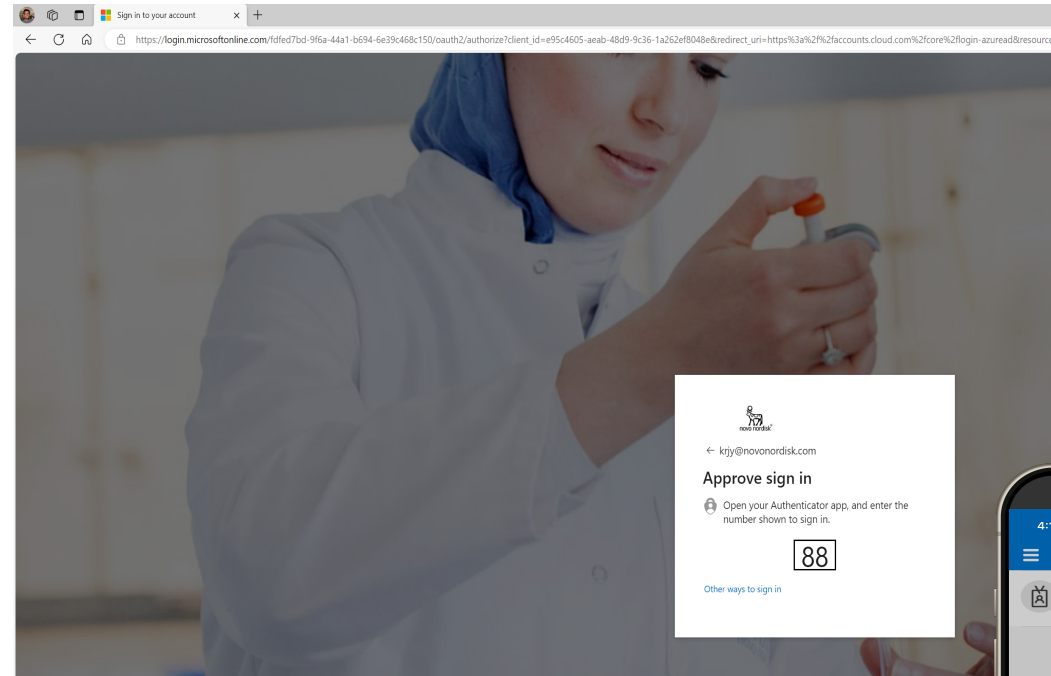 Sign in to your account
https://login.microsoftonline.com/fdfed7bd-9f6a-44a1-b694-6e39c468c150/oauth2/authorize?client_id=e95c4605-aeab-48d9-9c36-1a262ef8048e&redirect_uri=https%3a%2f%2faccounts.cloud.com%2fcore%2flogin-azuread&resource
novo nordisk®
krjy@novonordisk.com
Approve sign in
Open your Authenticator app, and enter the
number shown to sign in.
88
Other ways to sign in